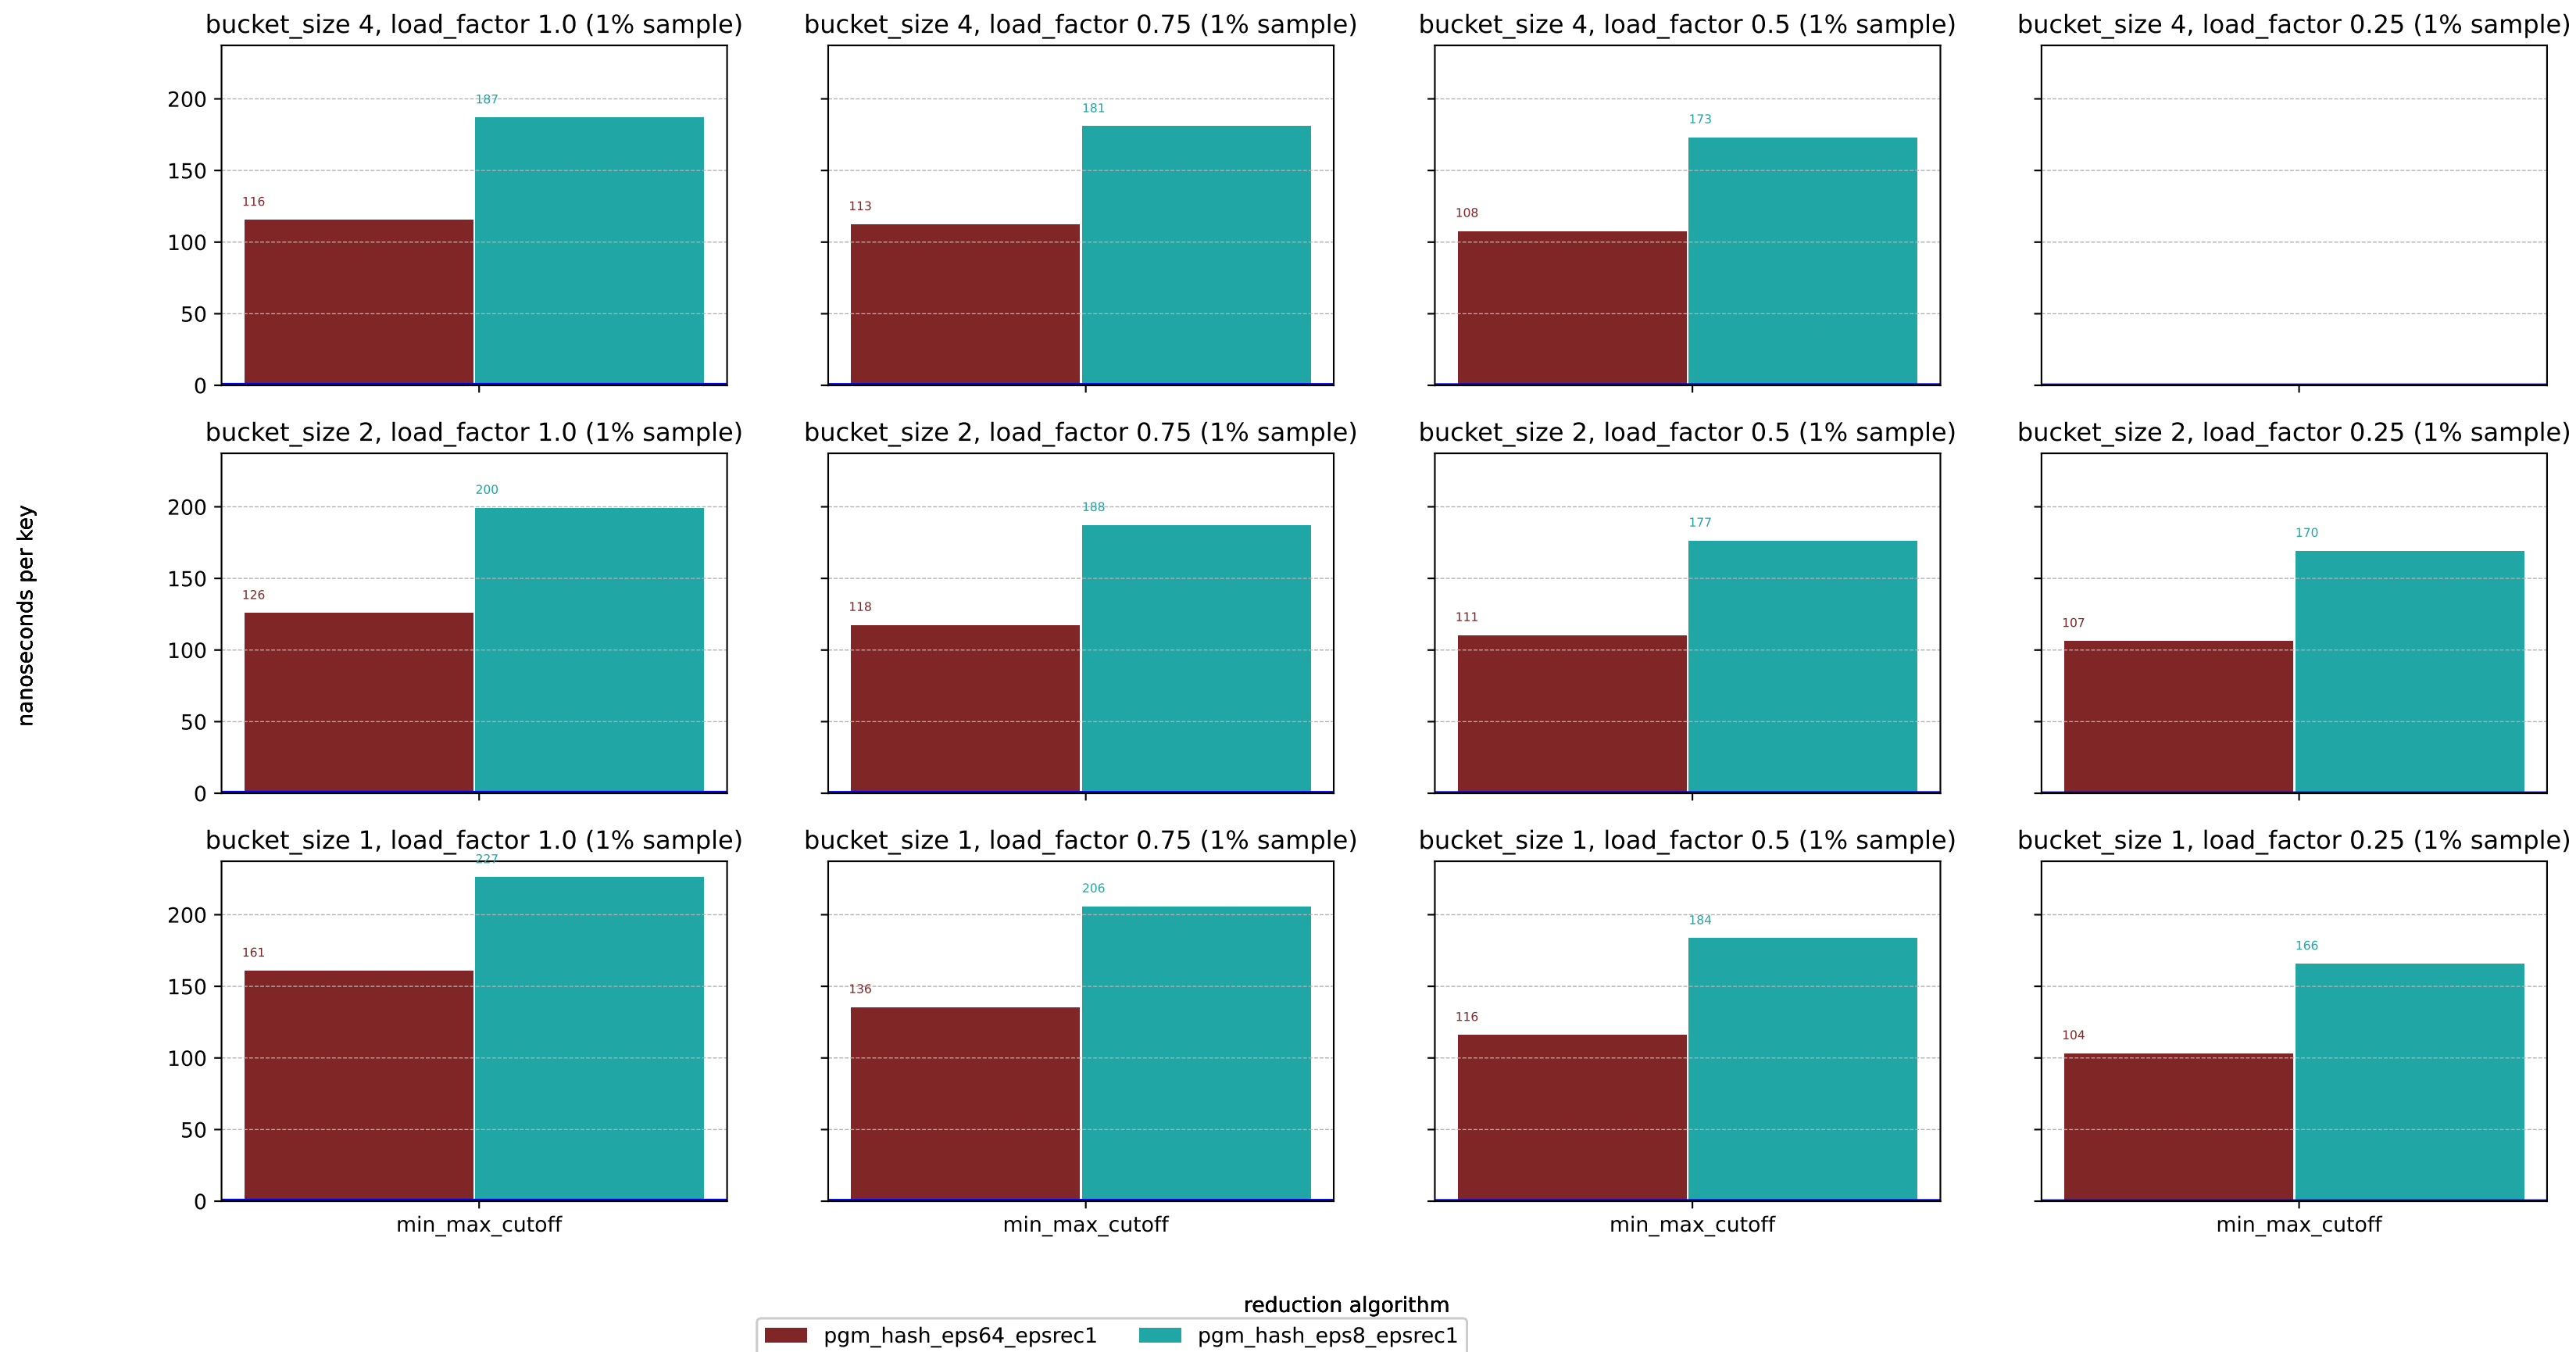 bucket_size 4, load_factor 1.0 (1% sample)
bucket_size 4, load_factor 0.75 (1% sample)
bucket_size 4, load_factor 0.5 (1% sample)
bucket_size 4, load_factor 0.25 (1% sample)
200
150
100
50
0
116
187
113
181
108
173
bucket_size 2, load_factor 1.0 (1% sample)
bucket_size 2, load_factor 0.75 (1% sample)
bucket_size 2, load_factor 0.5 (1% sample)
bucket_size 2, load_factor 0.25 (1% sample)
nanoseconds per key
200
150
100
50
0
126
200
118
188
111
177
107
170
bucket_size 1, load_factor 1.0 (1% sample)
bucket_size 1, load_factor 0.75 (1% sample)
bucket_size 1, load_factor 0.5 (1% sample)
bucket_size 1, load_factor 0.25 (1% sample)
200
150
100
50
0
161
227
136
206
116
184
104
166
min_max_cutoff
min_max_cutoff
min_max_cutoff
min_max_cutoff
reduction algorithm
pgm_hash_eps64_epsrec1
pgm_hash_eps8_epsrec1